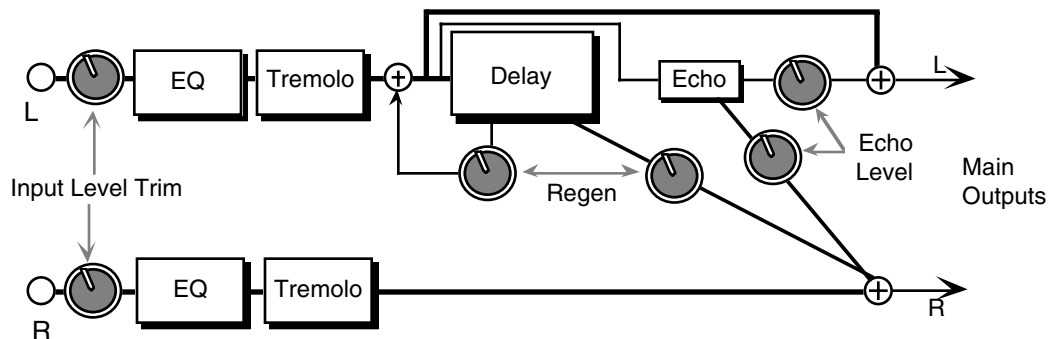 L
EQ
Tremolo
+
Delay
Echo
+
L
Input Level Trim
Regen
Echo
Level
Main
Outputs
R
EQ
Tremolo
+
R